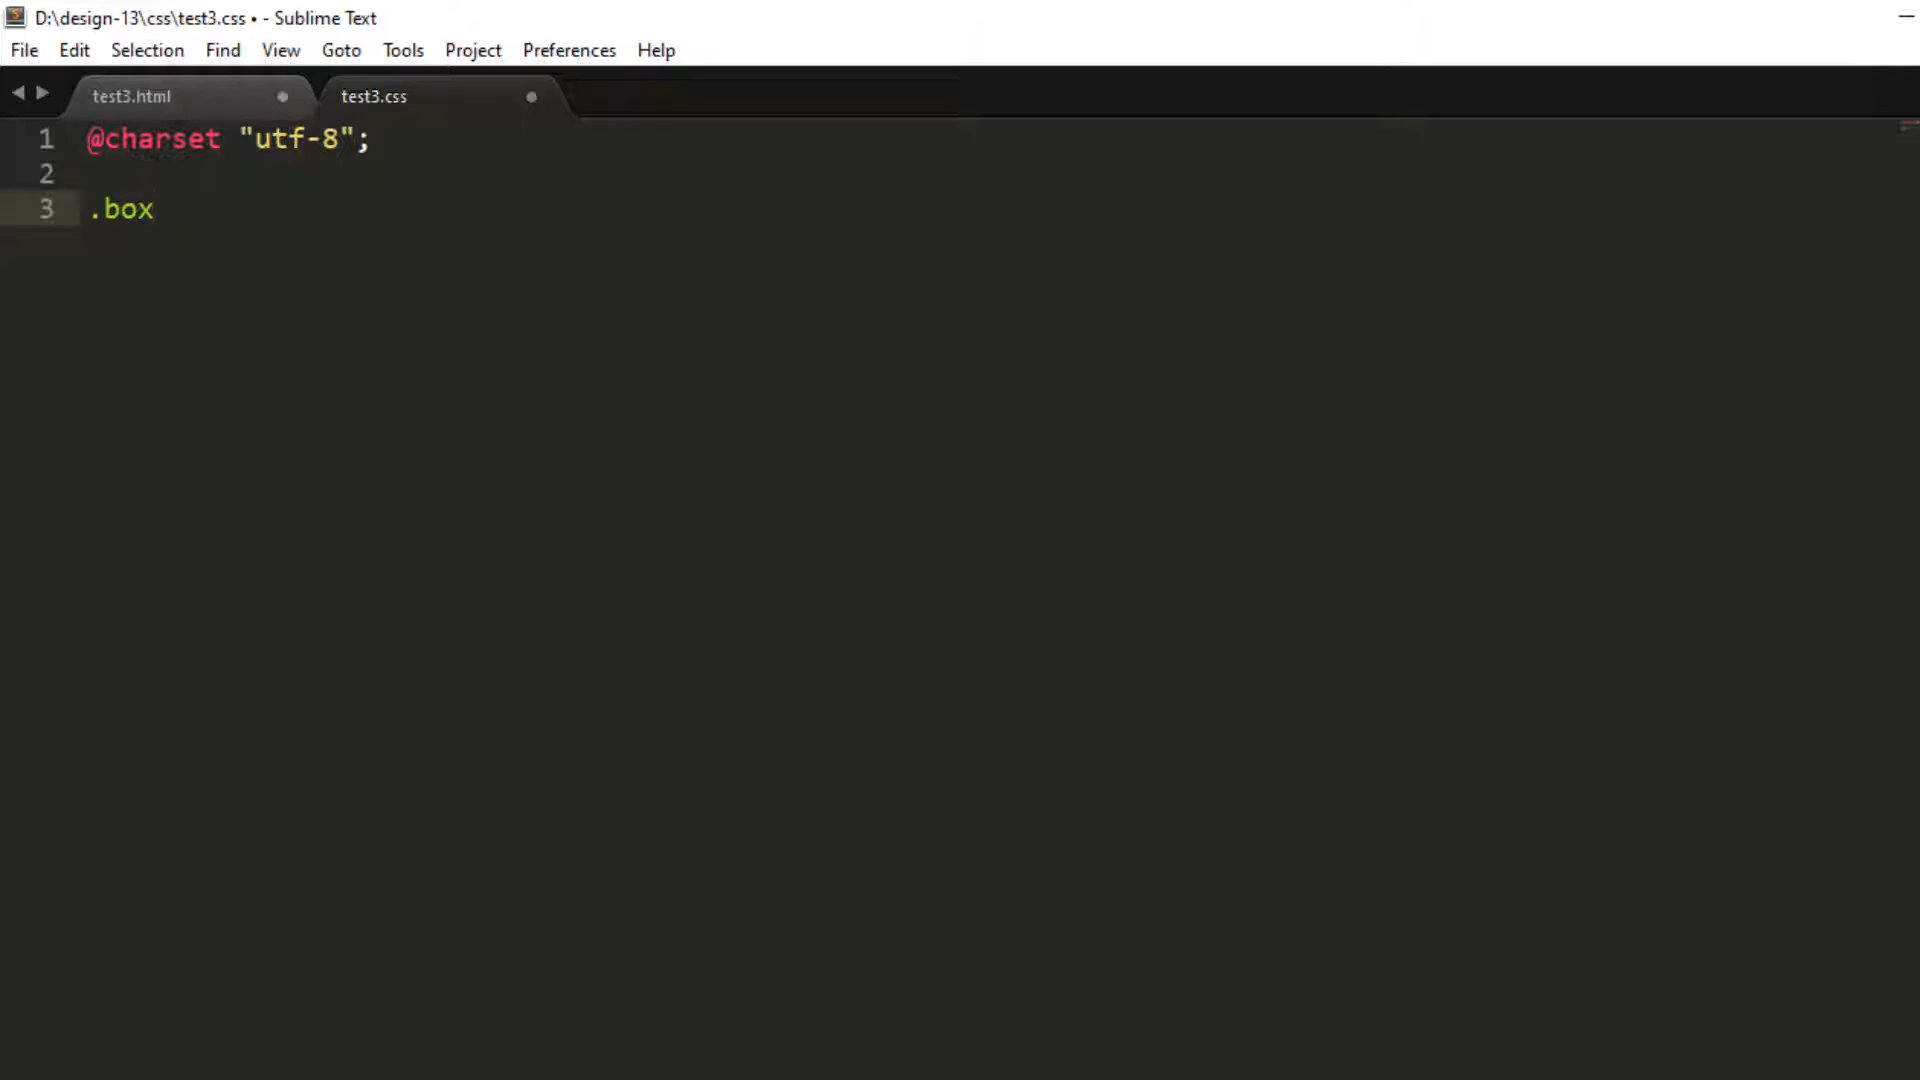 D:\design-13\css\test3.css • - Sublime Text
File Edit Selection Find View Goto Tools Project Preferences Help
test3.html test3.css
1 @charset "utf-8";
2
3 .box